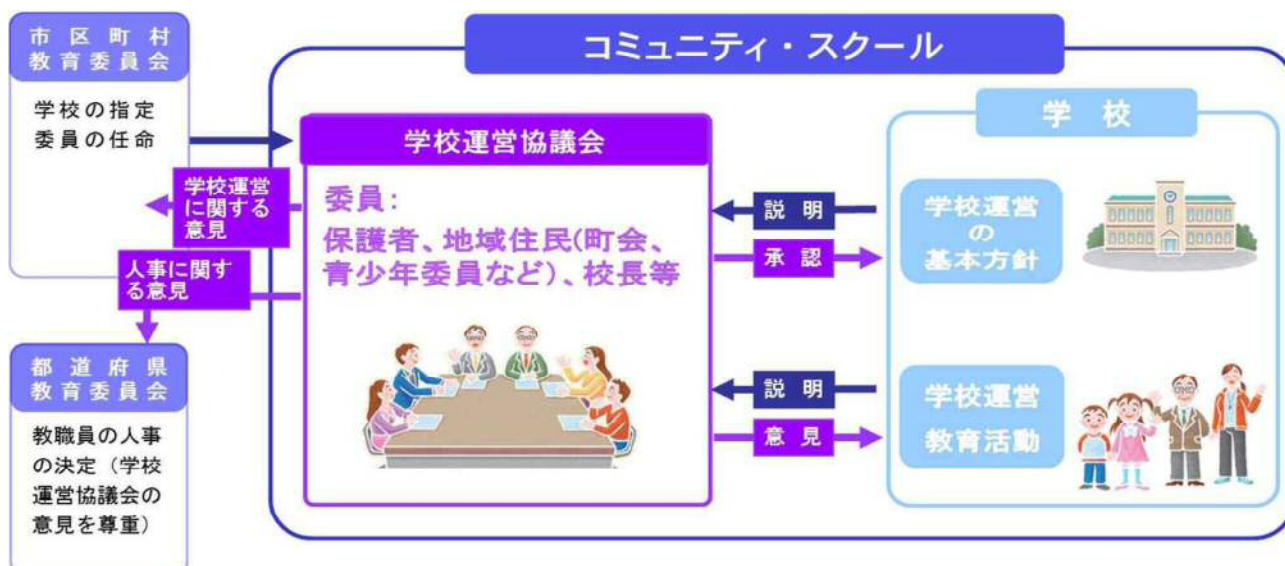 コミュニティ・スクール
市区町村
教育委員会
学校の指定
委員の任命
学校運営
に関する
意見
人事に関す
る意見
都道府県
教育委員会
教職員の人事
の決定（学校
運営協議会の
意見を尊重）
学校運営協議会
委員：
保護者、地域住民(町会、
青少年委員など)、校長等
説明
承認
説明
意見
学校
学校運営
の
基本方針
学校運営
教育活動